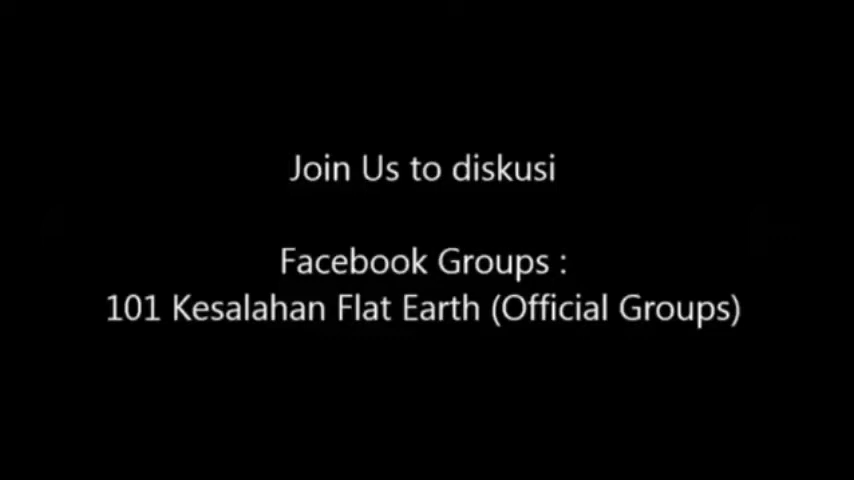 Join Us to diskusi
Facebook Groups :
101 Kesalahan Flat Earth (Official Groups)